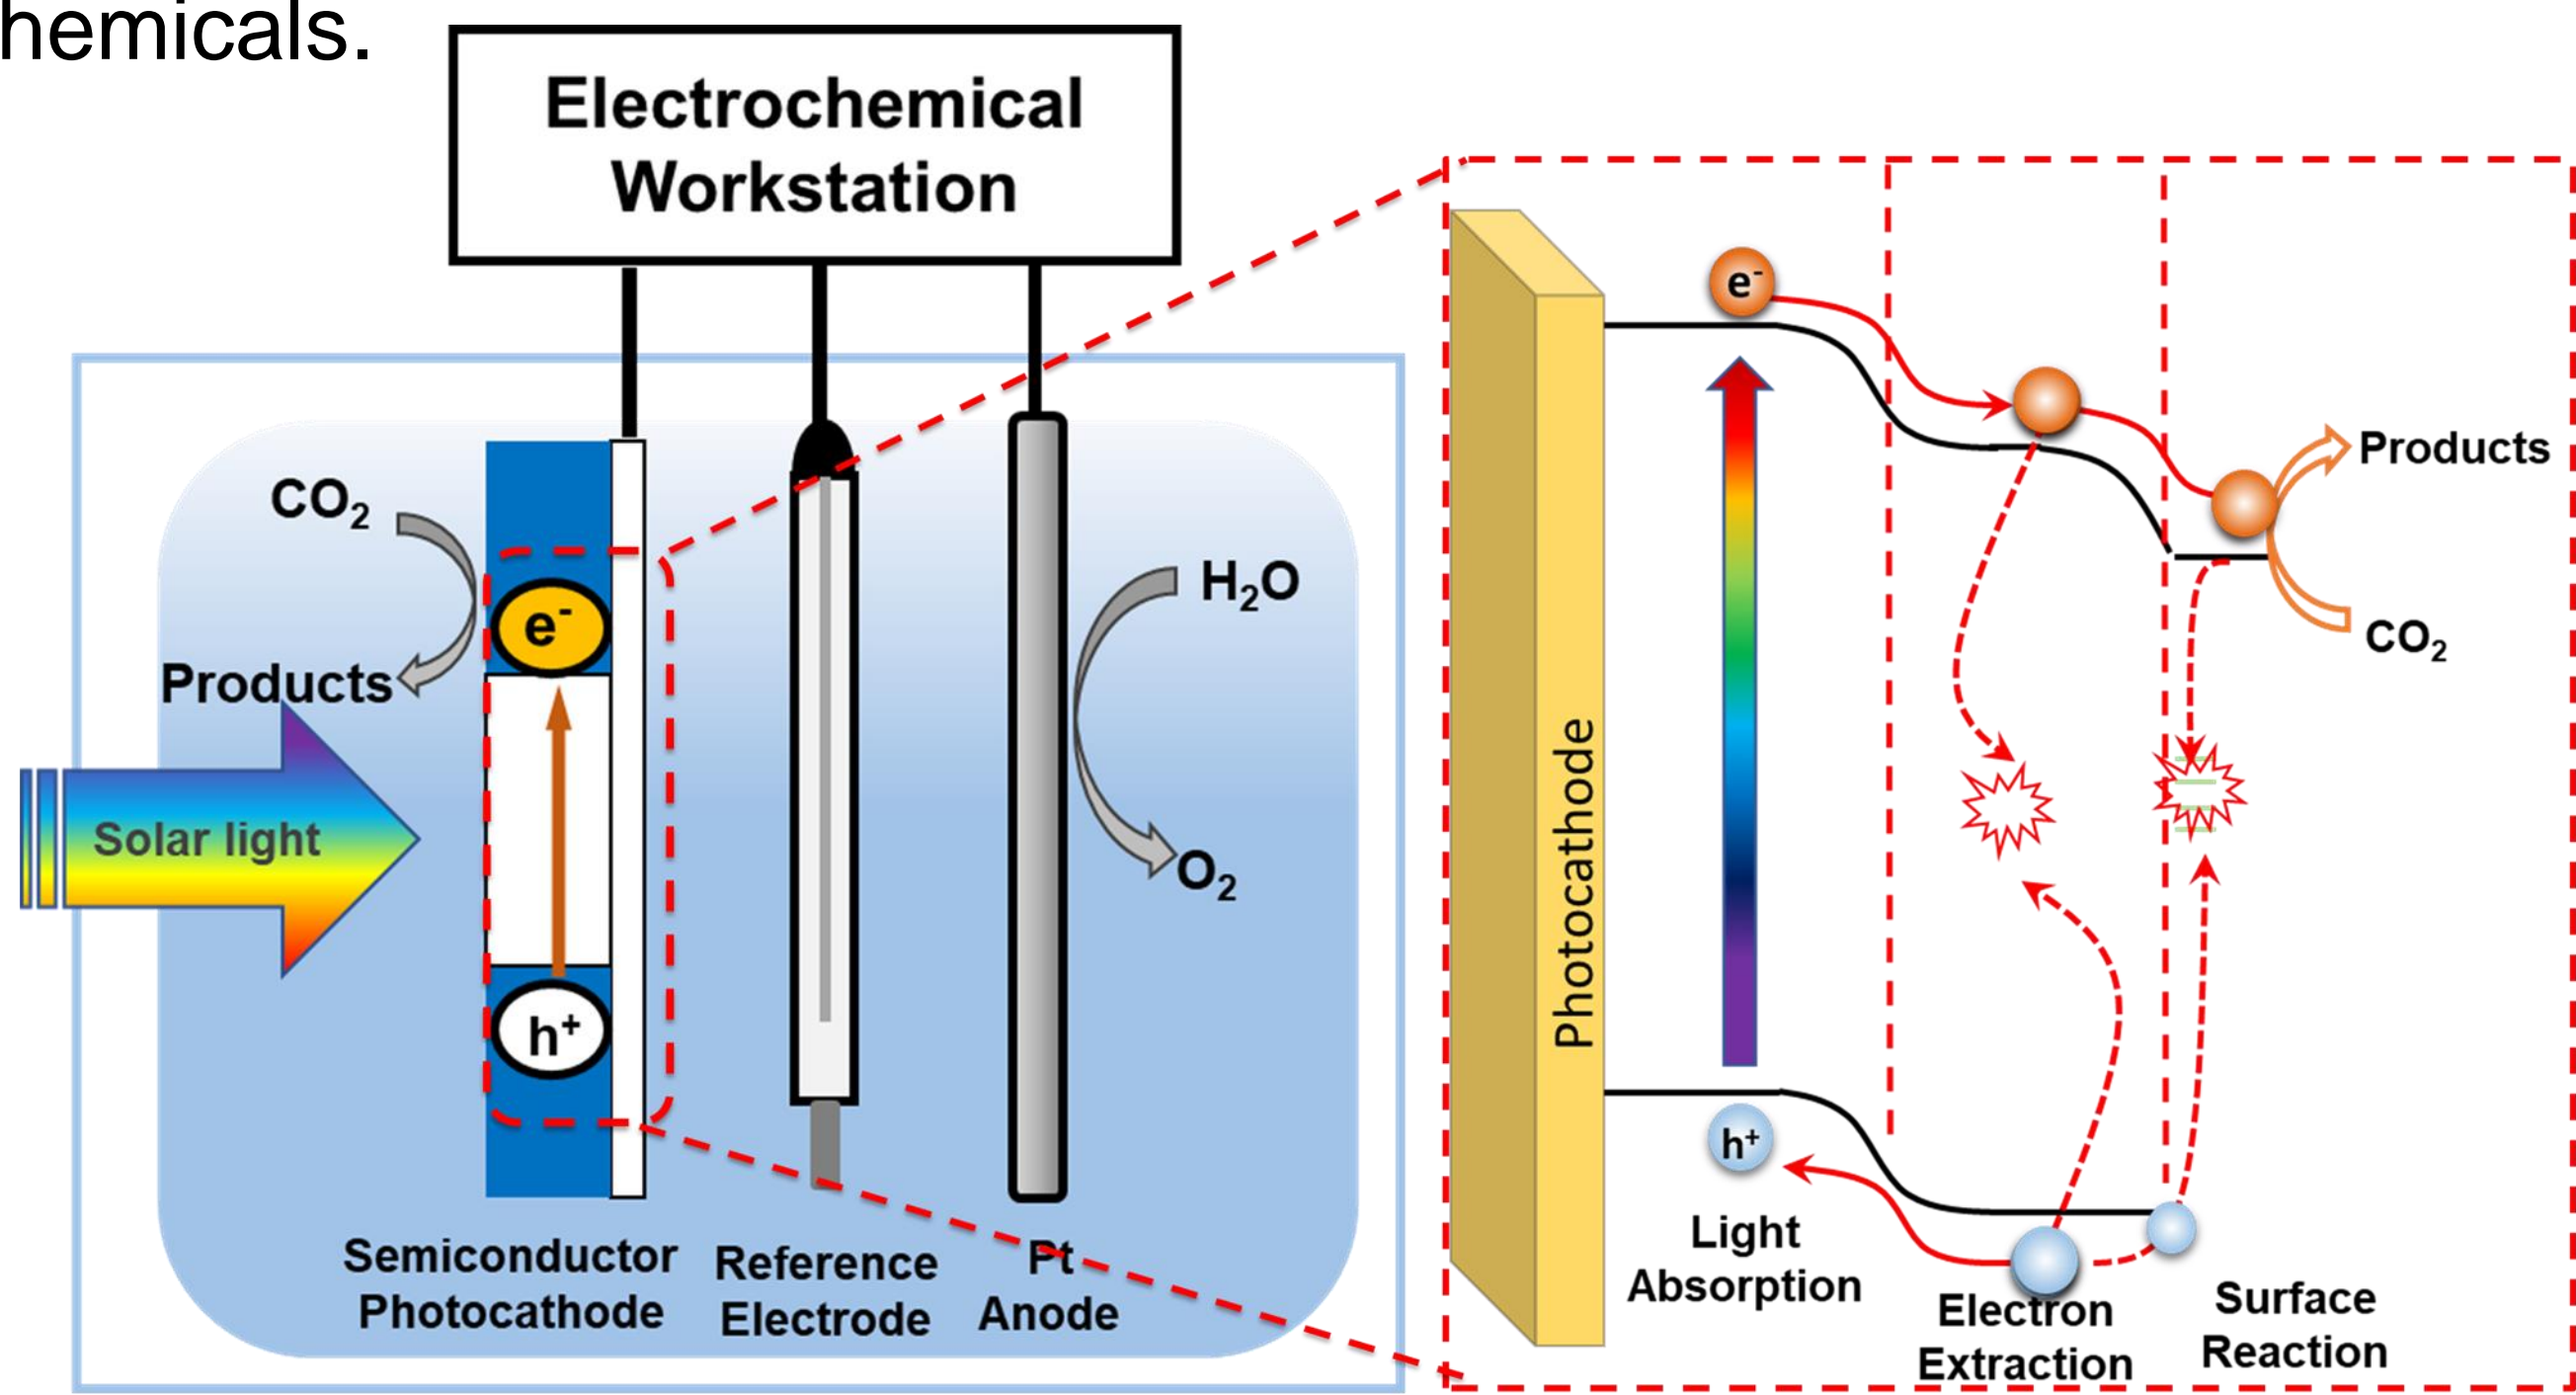 hemicals.
Electrochemical
Workstation
CO₂
Products
Solar light
e⁻
h⁺
H₂O
O₂
Semiconductor
Photocathode
Reference
Electrode
Pt
Anode
Photocathode
e⁻
h⁺
Products
CO₂
Light
Absorption
Electron
Extraction
Surface
Reaction